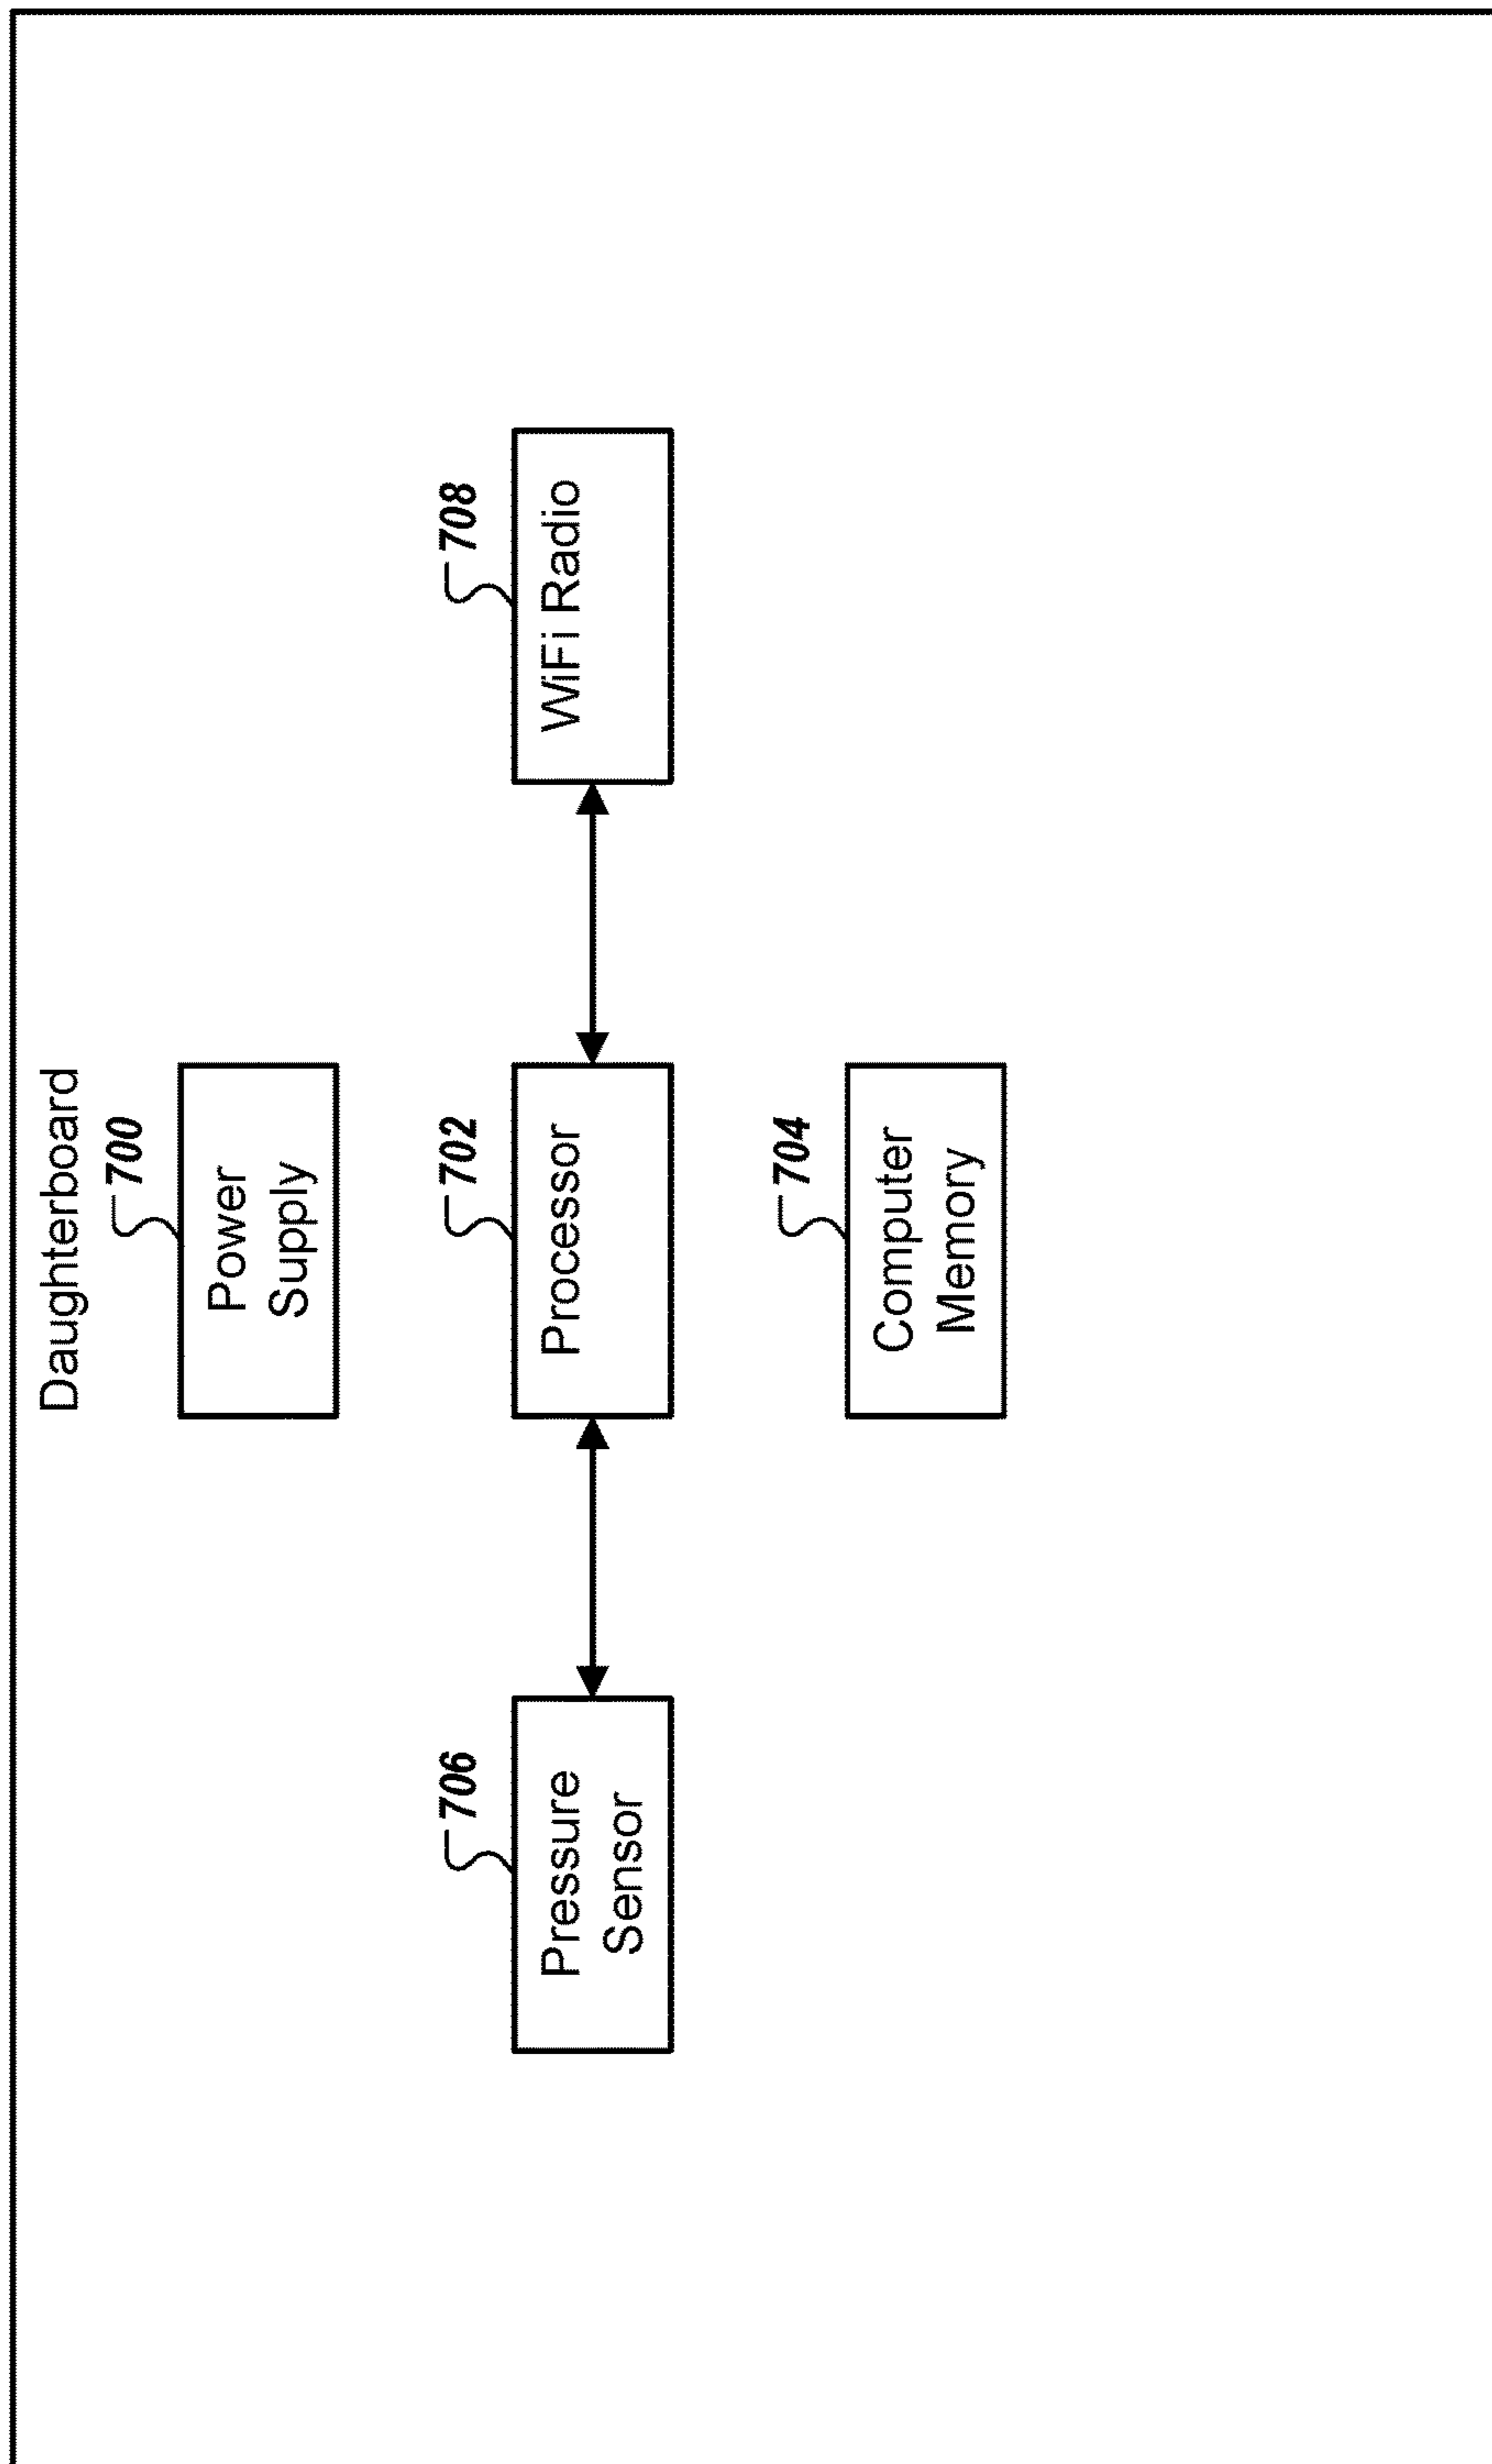 Daughterboard
700
Power
Supply
706
Pressure
Sensor
702
Processor
708
WiFi Radio
704
Computer
Memory